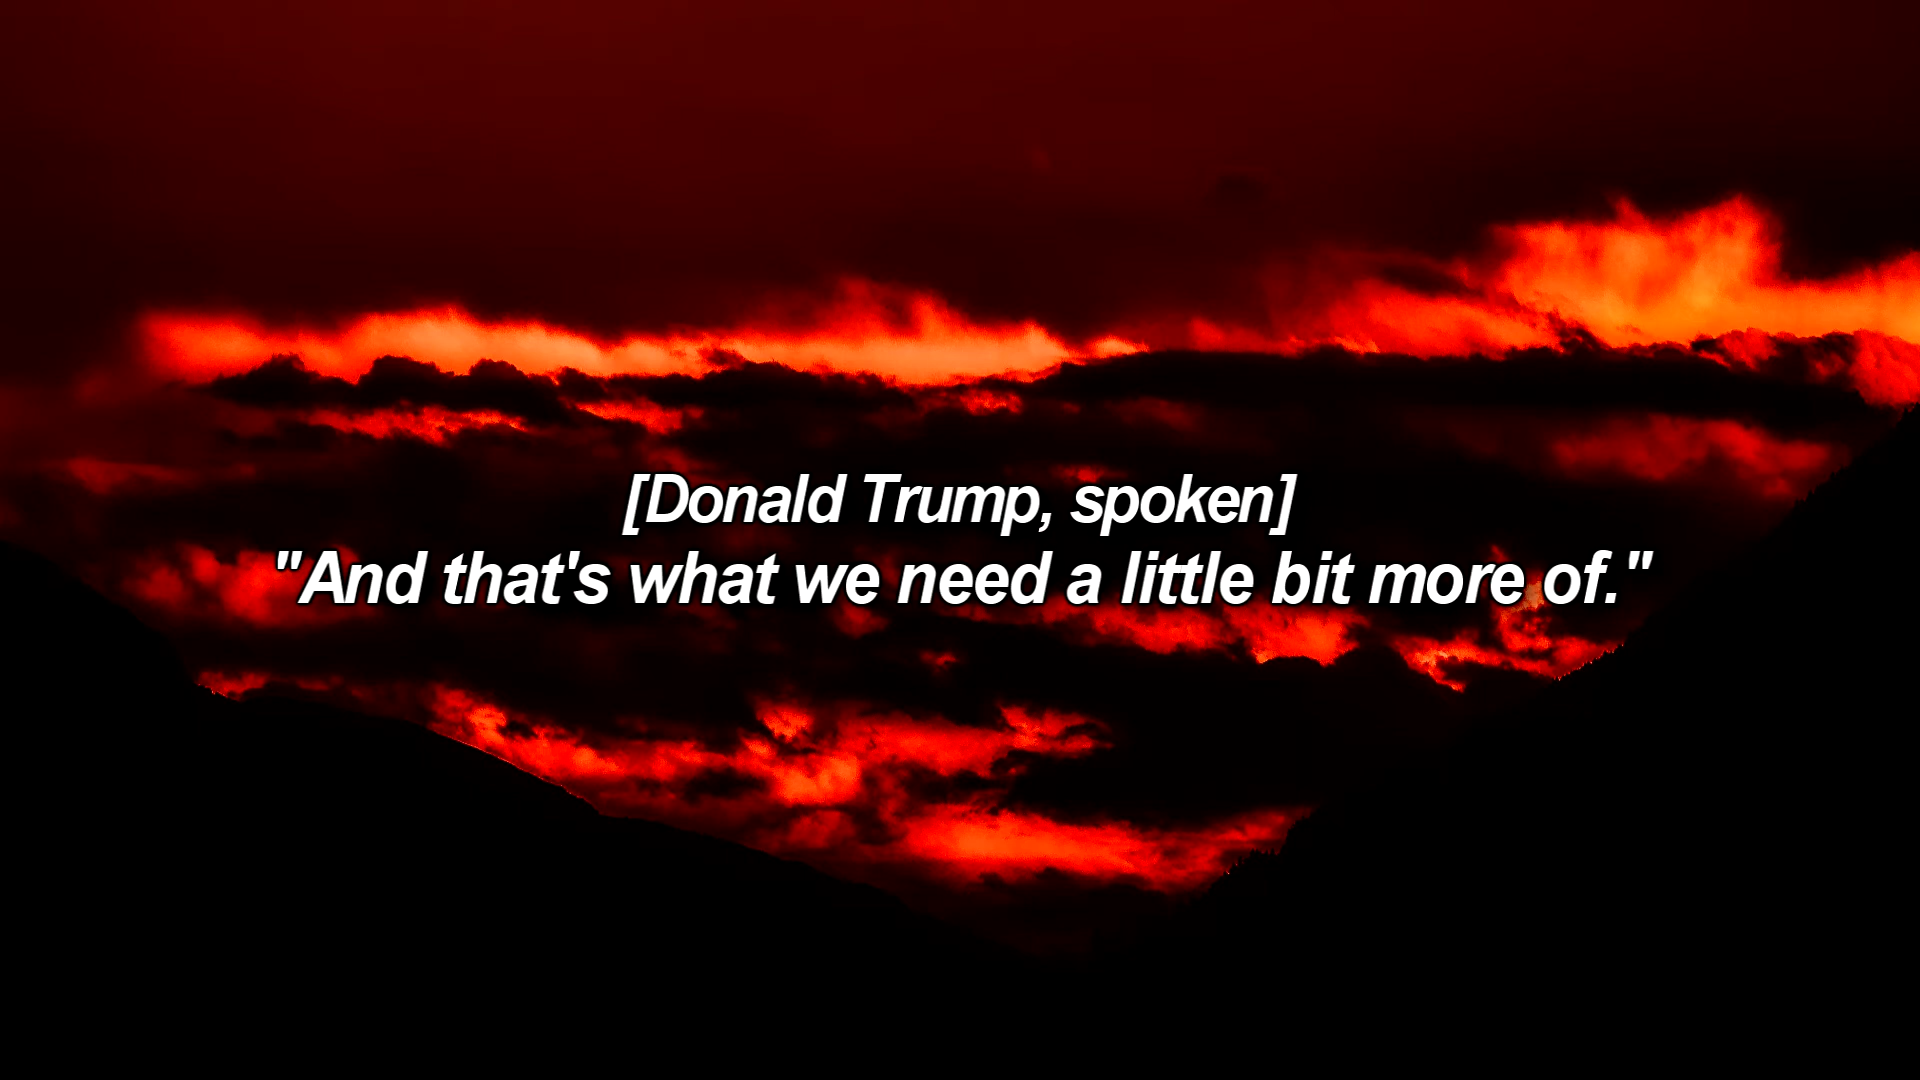 [Donald Trump, spoken]
"And that's what we need a little bit more of."